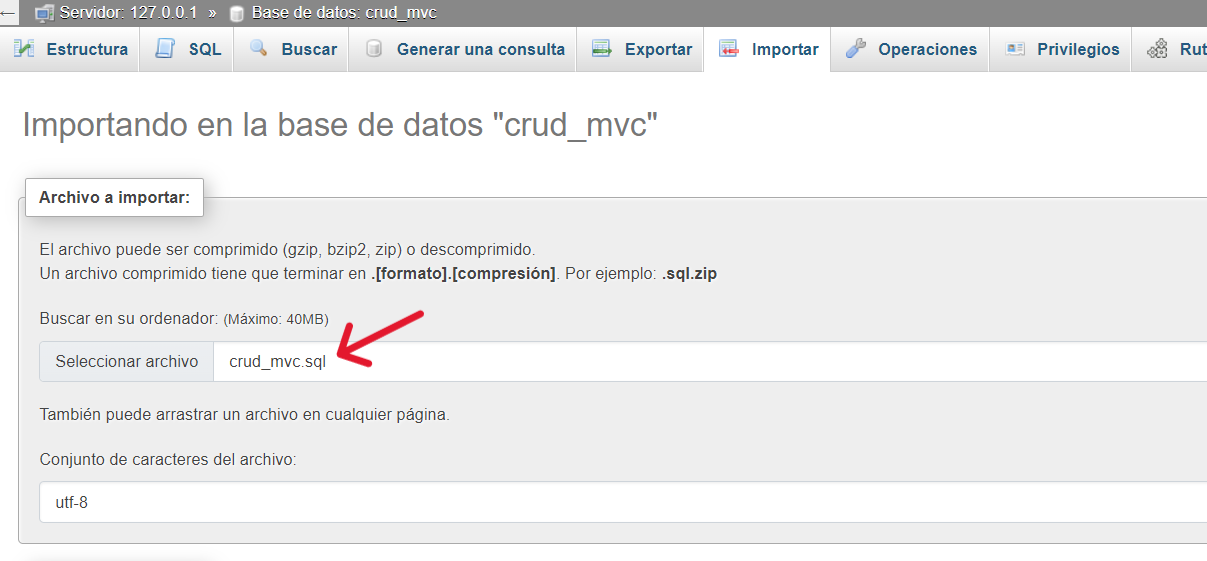 ← Servidor: 127.0.0.1 » Base de datos: crud_mvc
Estructura SQL Buscar Generar una consulta Exportar Importar Operaciones Privilegios Rut
Importando en la base de datos "crud_mvc"
Archivo a importar:
El archivo puede ser comprimido (gzip, bzip2, zip) o descomprimido.
Un archivo comprimido tiene que terminar en .[formato].[compresión]. Por ejemplo: .sql.zip
Buscar en su ordenador: (Máximo: 40MB)
Seleccionar archivo crud_mvc.sql
También puede arrastrar un archivo en cualquier página.
Conjunto de caracteres del archivo:
utf-8